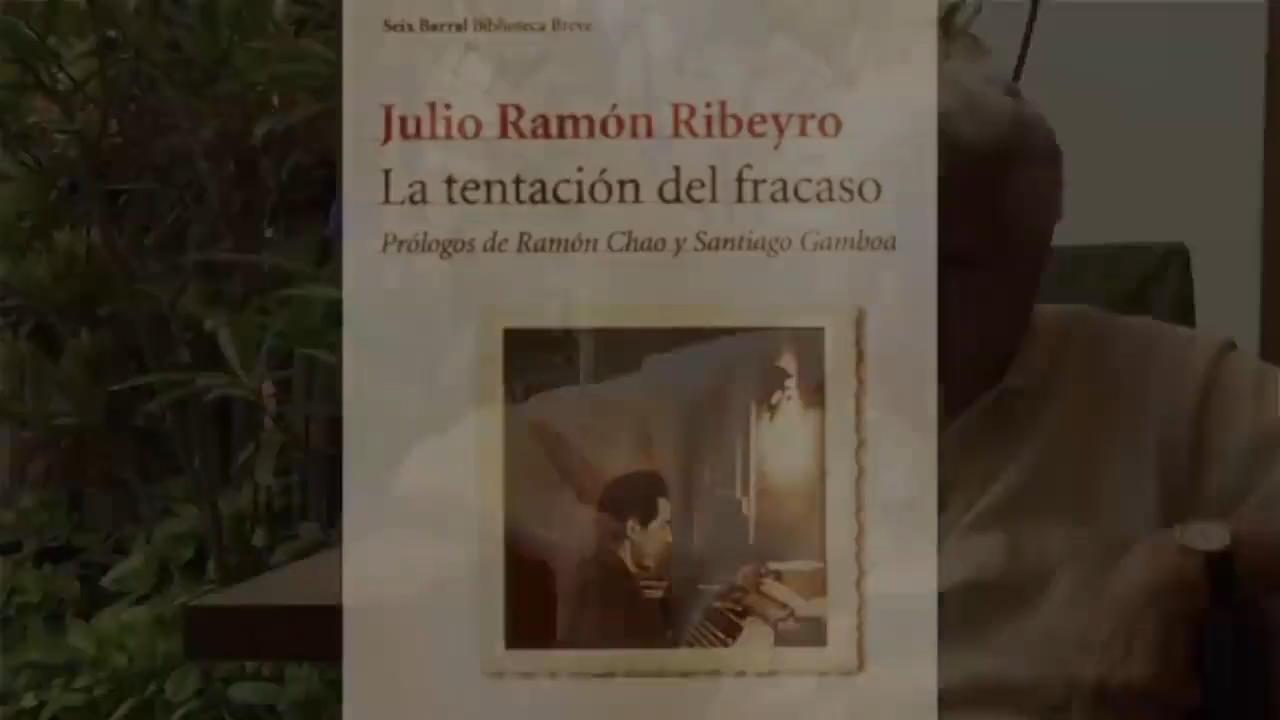 Seix Barral Biblioteca Breve
Julio Ramón Ribeyro
La tentación del fracaso
Prólogos de Ramón Chao y Santiago Gamboa